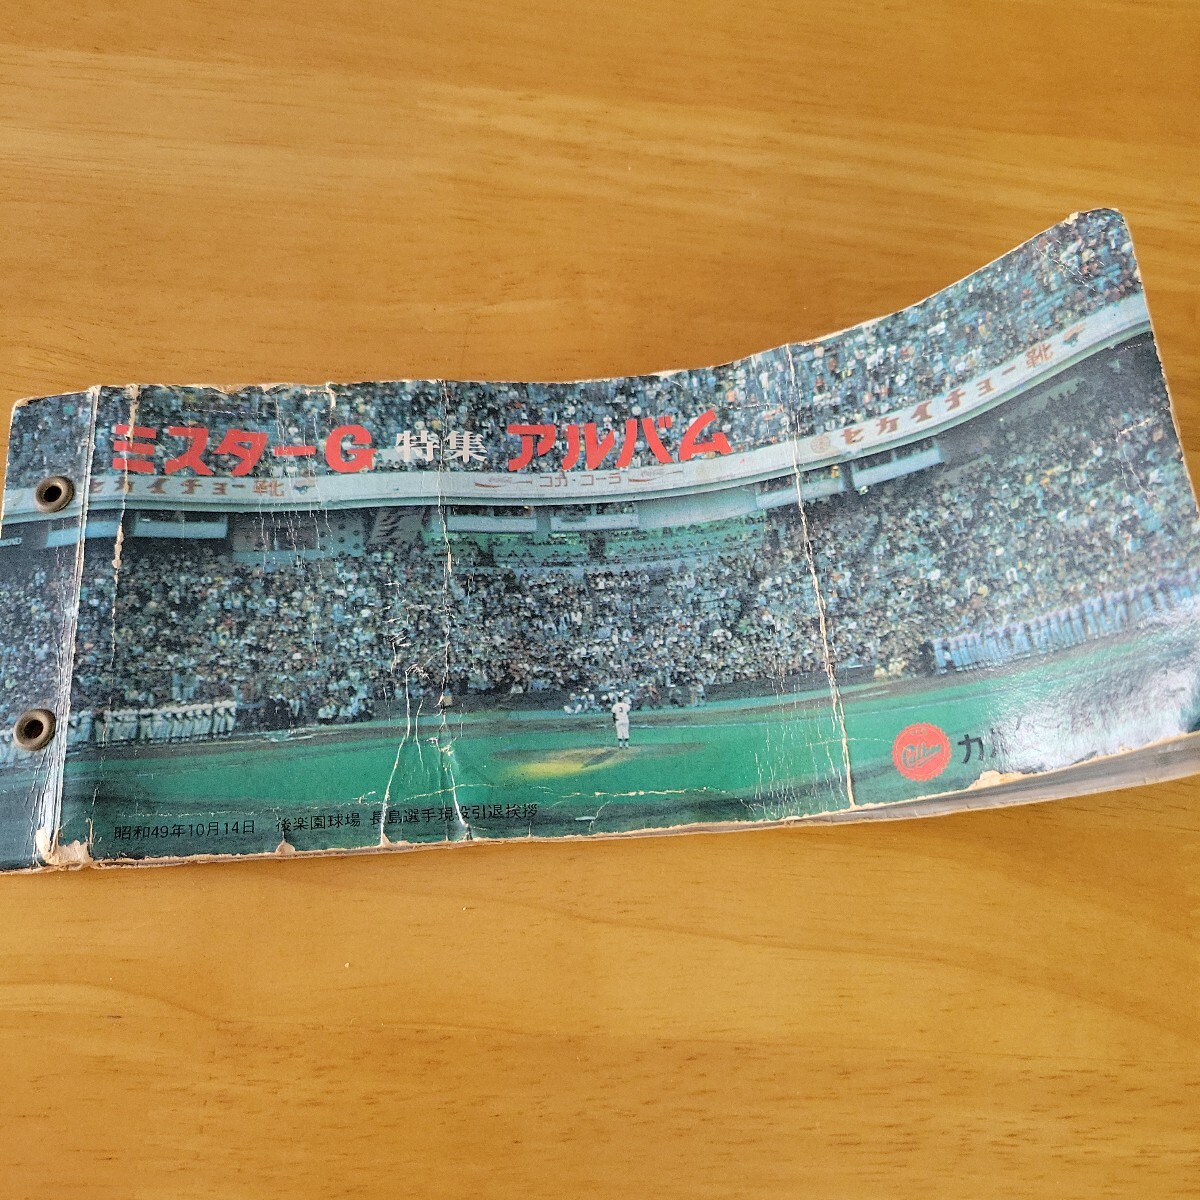 ミスターG 特集 アルバム
セカイチョー靴
コカ・コーラ
セカイチョー靴
カル
昭和49年10月14日 後楽園球場 長島選手現役引退挨拶